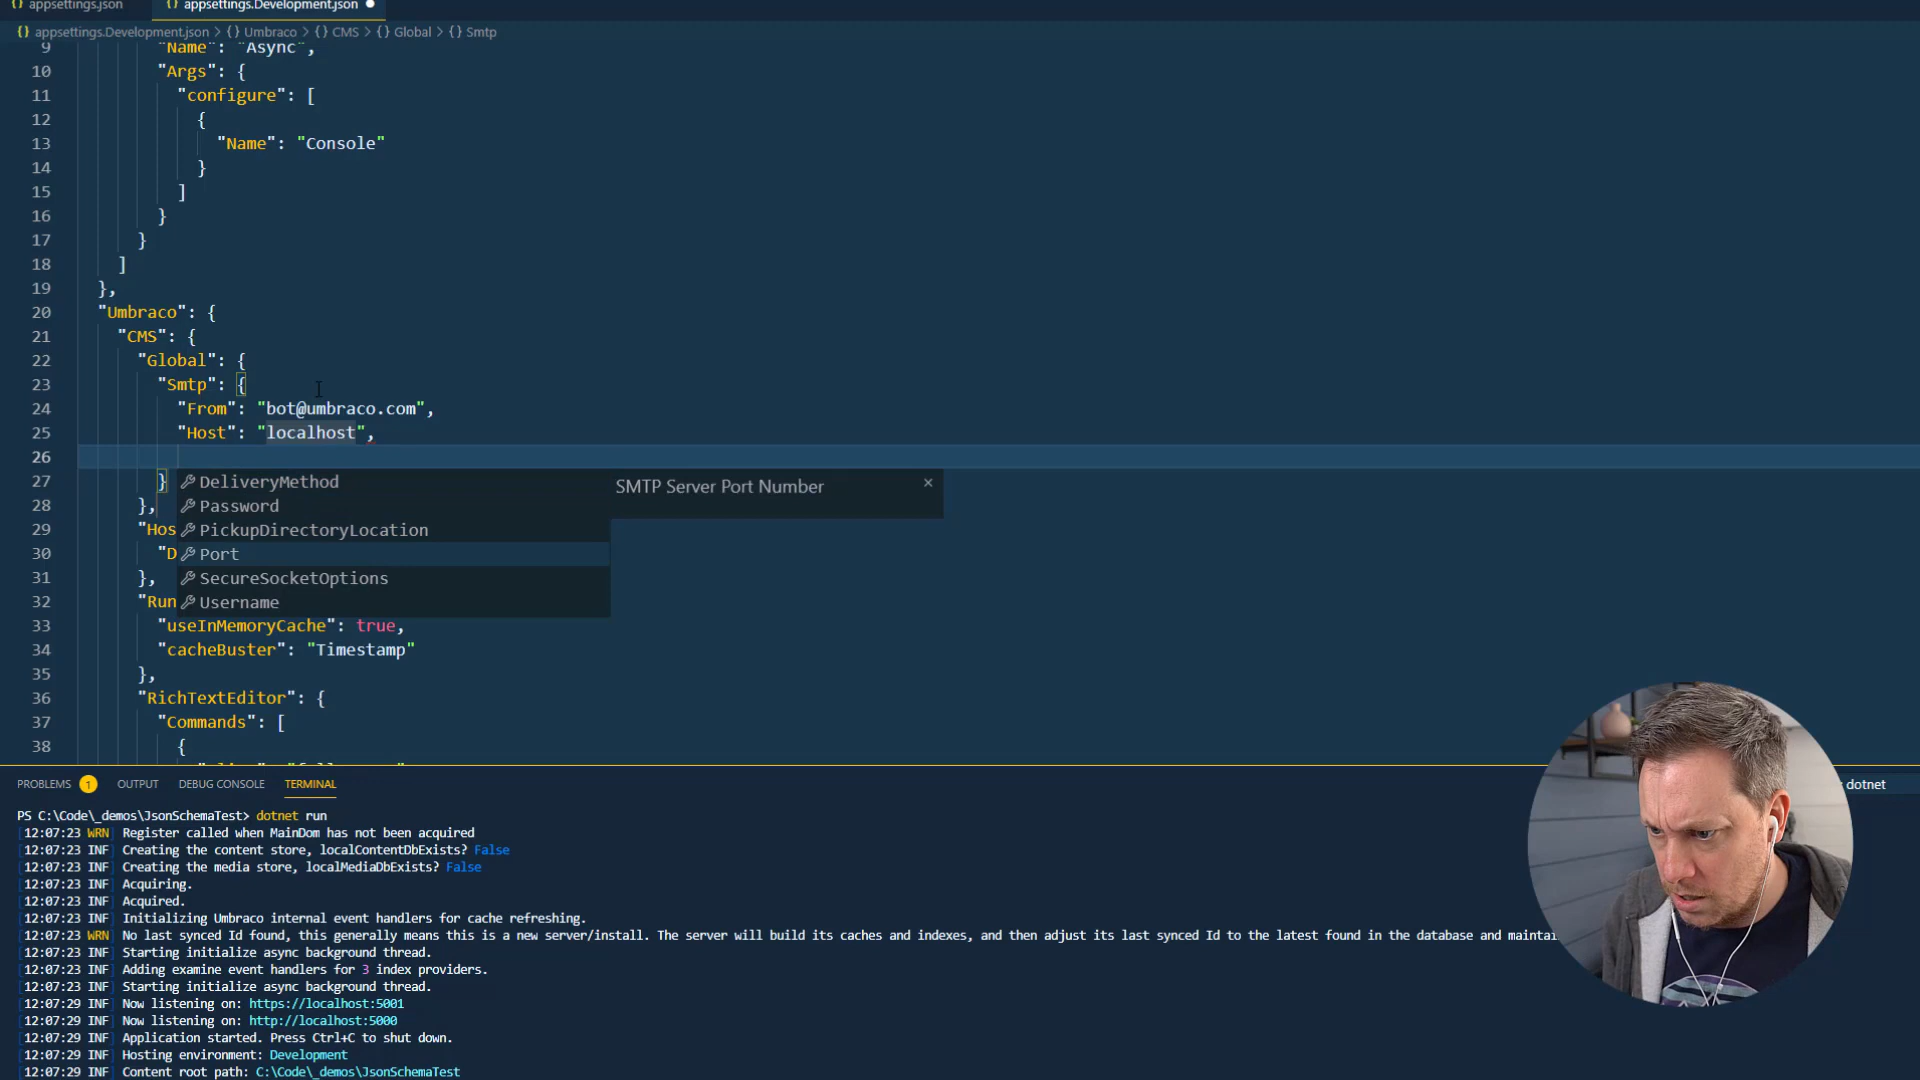 appsettings.json
appsettings.Development.json
appsettings.Development.json > {} Umbraco > {} CMS > {} Global > {} Smtp
9 "Name": "Async",
10 "Args": {
11 "configure": [
12 {
13 "Name": "Console"
14 }
15 ]
16 }
17 }
18 ]
19 },
20 "Umbraco": {
21 "CMS": {
22 "Global": {
23 "Smtp": {
24 "From": "bot@umbraco.com",
25 "Host": "localhost",
26
27 }
DeliveryMethod
SMTP Server Port Number
28 },
Password
29 "Hos
PickupDirectoryLocation
30 "D
Port
31 },
SecureSocketOptions
32 "Run
Username
33 "useInMemoryCache": true,
34 "cacheBuster": "Timestamp"
35 },
36 "RichTextEditor": {
37 "Commands": [
38 {
PROBLEMS 1 OUTPUT DEBUG CONSOLE TERMINAL
dotnet
PS C:\Code\_demos\JsonSchemaTest> dotnet run
[12:07:23 WRN] Register called when MainDom has not been acquired
[12:07:23 INF] Creating the content store, localContentDbExists? False
[12:07:23 INF] Creating the media store, localMediaDbExists? False
[12:07:23 INF] Acquiring.
[12:07:23 INF] Acquired.
[12:07:23 INF] Initializing Umbraco internal event handlers for cache refreshing.
[12:07:23 WRN] No last synced Id found, this generally means this is a new server/install. The server will build its caches and indexes, and then adjust its last synced Id to the latest found in the database and maintai
[12:07:23 INF] Starting initialize async background thread.
[12:07:23 INF] Adding examine event handlers for 3 index providers.
[12:07:23 INF] Starting initialize async background thread.
[12:07:29 INF] Now listening on: https://localhost:5001
[12:07:29 INF] Now listening on: http://localhost:5000
[12:07:29 INF] Application started. Press Ctrl+C to shut down.
[12:07:29 INF] Hosting environment: Development
[12:07:29 INF] Content root path: C:\Code\_demos\JsonSchemaTest